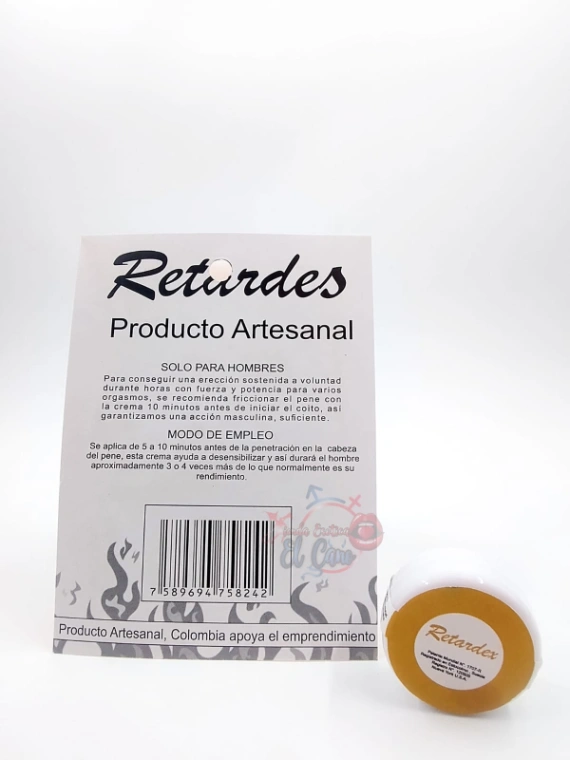 Retardes
Producto Artesanal
SOLO PARA HOMBRES
Para conseguir una erección sostenida a voluntad
durante horas con fuerza y potencia para varios
orgasmos, se recomienda friccionar el pene con
la crema 10 minutos antes de iniciar el coito, asi
garantizamos una acción masculina, suficiente.
MODO DE EMPLEO
Se aplica de 5 a 10 minutos antes de la penetración en la cabeza
del pene, esta crema ayuda a desensibilizar y así durará el hombre
aproximadamente 3 o 4 veces más de lo que normalmente es su
rendimiento.
El Caro
7 589694 758242
Producto Artesanal, Colombia apoya el emprendimiento
Retardex
New York U.S.A.